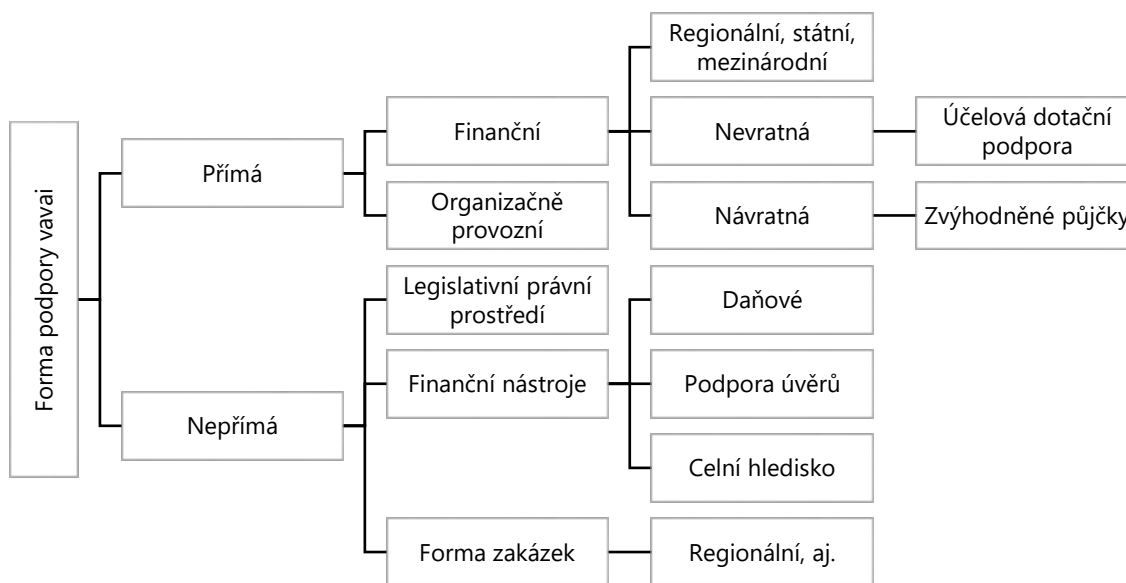 Forma podpory vavai
Přímá
Finanční
Regionální, státní,
mezinárodní
Nevratná
Účelová dotační
podpora
Návratná
Zvýhodněné půjčky
Organizačně
provozní
Nepřímá
Legislativní právní
prostředí
Finanční nástroje
Daňové
Podpora úvěrů
Celní hledisko
Forma zakázek
Regionální, aj.